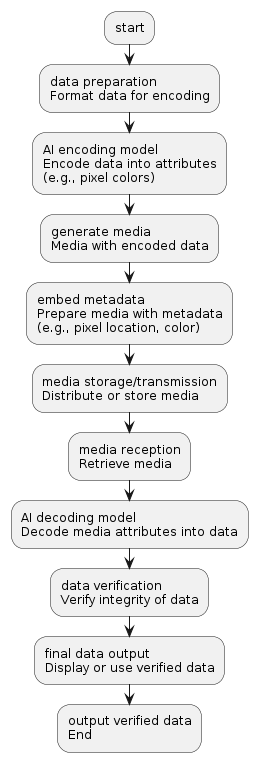 start
data preparation
Format data for encoding
AI encoding model
Encode data into attributes
(e.g., pixel colors)
generate media
Media with encoded data
embed metadata
Prepare media with metadata
(e.g., pixel location, color)
media storage/transmission
Distribute or store media
media reception
Retrieve media
AI decoding model
Decode media attributes into data
data verification
Verify integrity of data
final data output
Display or use verified data
output verified data
End